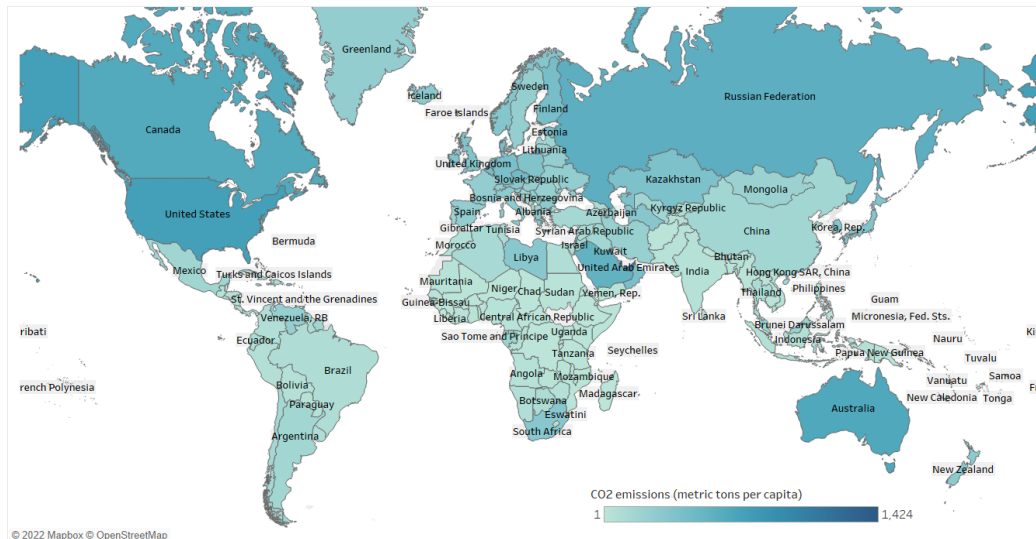 Greenland
Iceland
Sweden
Faroe Islands
Finland
Russian Federation
Canada
Estonia
Lithuania
United Kingdom
Slovak Republic
Kazakhstan
Mongolia
Bosnia and Herzegovina
United States
Spain
Albania
Azerbaijan
Kyrgyz Republic
Gibraltar
Tunisia
Syrian Arab Republic
China
Korea, Rep.
Bermuda
Morocco
Israel
Kuwait
Libya
Bhutan
Mexico
Turks and Caicos Islands
United Arab Emirates
India
Hong Kong SAR, China
Mauritania
Niger
Chad
Sudan
Yemen, Rep.
Thailand
Philippines
St. Vincent and the Grenadines
Guinea-Bissau
Guam
Venezuela, RB
Liberia
Central African Republic
Sri Lanka
Micronesia, Fed. Sts.
ribati
Brunei Darussalam
Ecuador
Sao Tome and Principe
Uganda
Indonesia
Nauru
Ki
Seychelles
Tanzania
Papua New Guinea
Tuvalu
Brazil
Angola
Mozambique
Samoa
rench Polynesia
Bolivia
Madagascar
Vanuatu
Paraguay
Botswana
New Caledonia
Tonga
Eswatini
Australia
Argentina
South Africa
New Zealand
CO2 emissions (metric tons per capita)
1 1,424
© 2022 Mapbox © OpenStreetMap